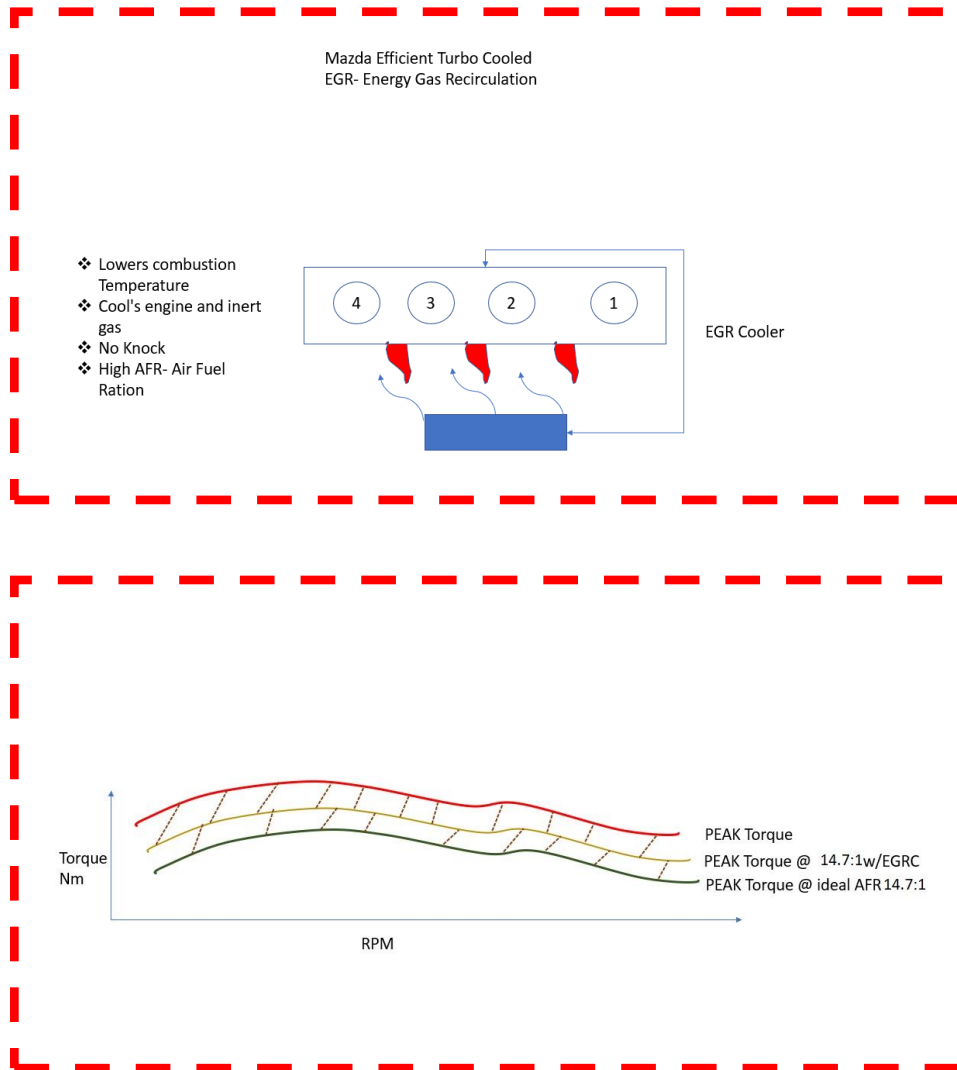 Mazda Efficient Turbo Cooled
EGR- Energy Gas Recirculation
❖ Lowers combustion
Temperature
❖ Cool's engine and inert
gas
❖ No Knock
❖ High AFR- Air Fuel
Ration
4 3 2 1
EGR Cooler
Torque
Nm
PEAK Torque
PEAK Torque @ 14.7:1w/EGRC
PEAK Torque @ ideal AFR 14.7:1
RPM